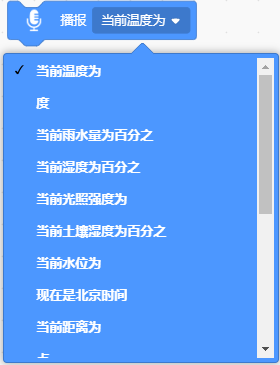 播报 当前温度为
当前温度为
度
当前雨水量为百分之
当前湿度为百分之
当前光照强度为
当前土壤湿度为百分之
当前水位为
现在是北京时间
当前距离为
点